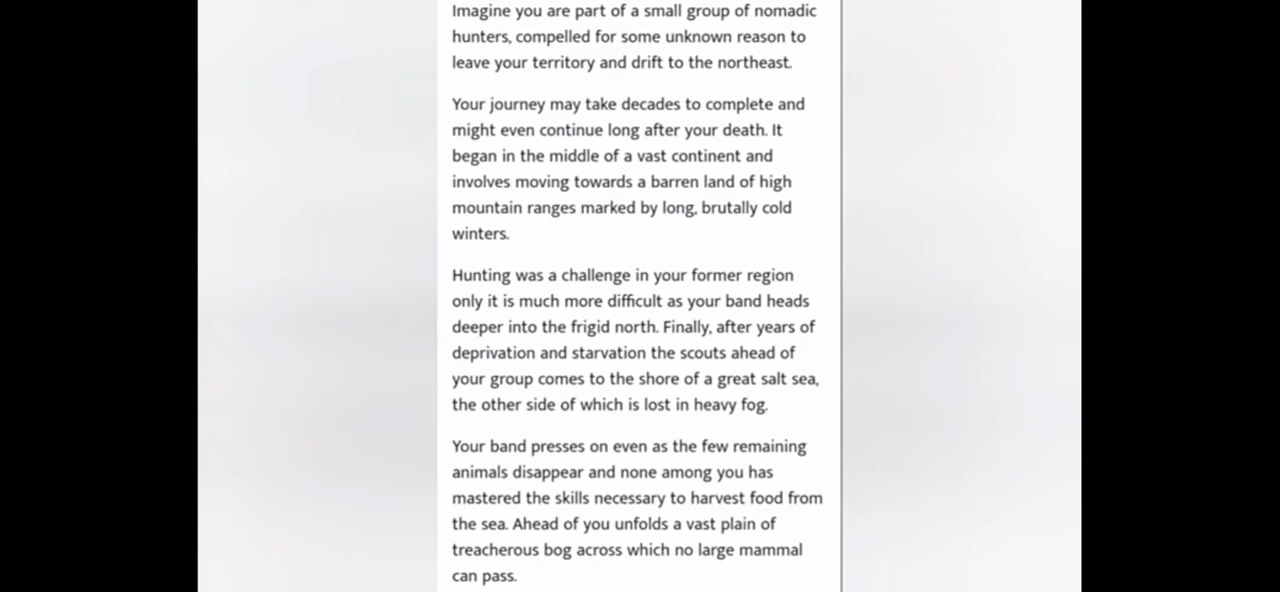 Imagine you are part of a small group of nomadic
hunters, compelled for some unknown reason to
leave your territory and drift to the northeast.
Your journey may take decades to complete and
might even continue long after your death. It
began in the middle of a vast continent and
involves moving towards a barren land of high
mountain ranges marked by long, brutally cold
winters.
Hunting was a challenge in your former region
only it is much more difficult as your band heads
deeper into the frigid north. Finally, after years of
deprivation and starvation the scouts ahead of
your group comes to the shore of a great salt sea,
the other side of which is lost in heavy fog.
Your band presses on even as the few remaining
animals disappear and none among you has
mastered the skills necessary to harvest food from
the sea. Ahead of you unfolds a vast plain of
treacherous bog across which no large mammal
can pass.